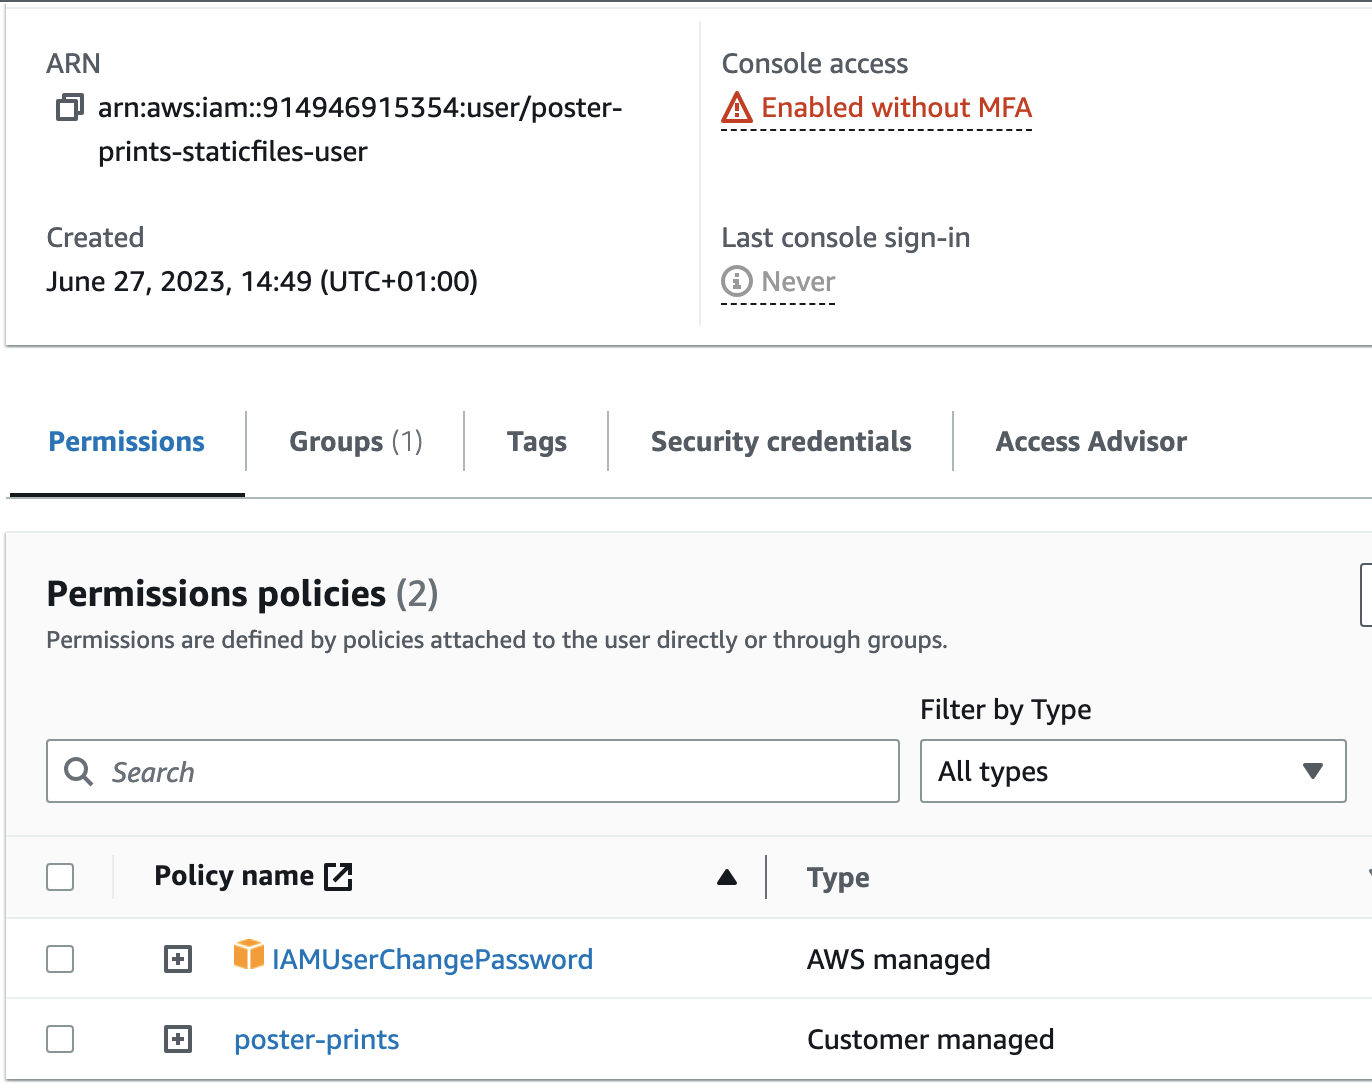 ARN
arn:aws:iam::914946915354:user/poster-
prints-staticfiles-user
Console access
Enabled without MFA
Created
June 27, 2023, 14:49 (UTC+01:00)
Last console sign-in
Never
Permissions
Groups (1)
Tags
Security credentials
Access Advisor
Permissions policies (2)
Permissions are defined by policies attached to the user directly or through groups.
Filter by Type
Search
All types
Policy name
Type
IAMUserChangePassword
AWS managed
poster-prints
Customer managed